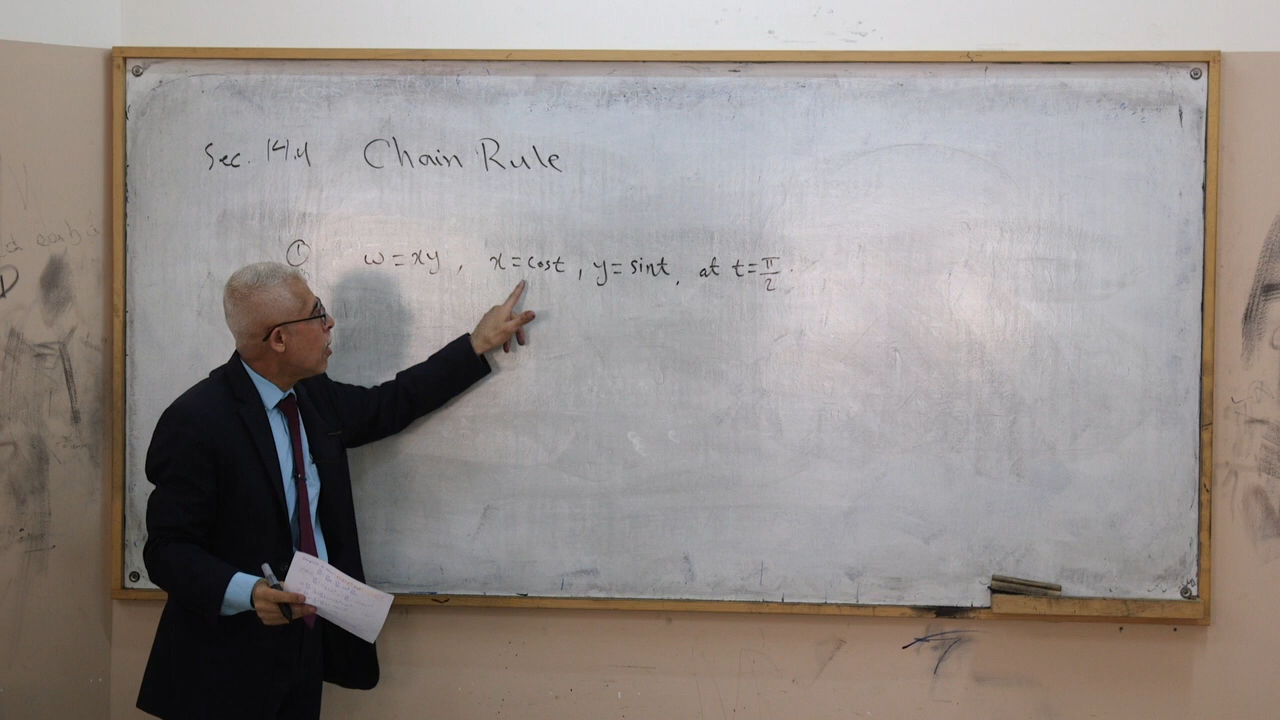 Sec. 14.4 Chain Rule
① w = xy , x = cost , y = sint , at t = π/2 .